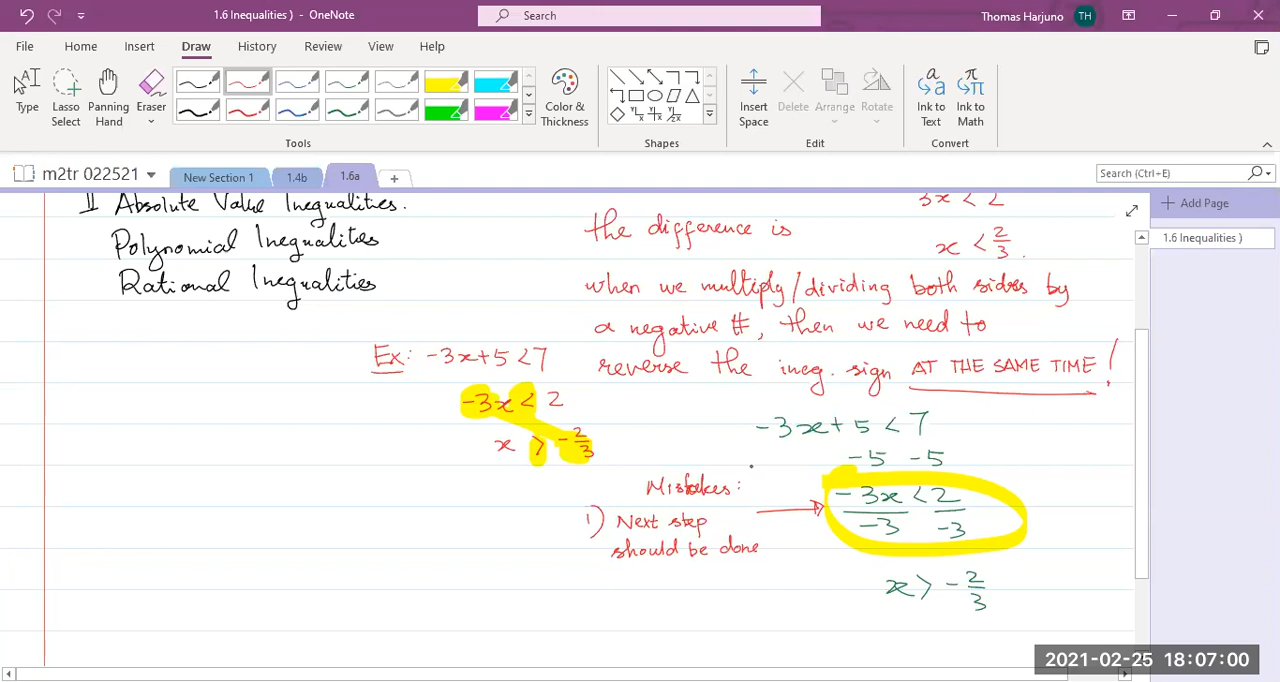 1.6 Inequalities ) - OneNote
Search
Thomas Harjuno TH
File Home Insert Draw History Review View Help
Type
Lasso Select
Panning Hand
Eraser
Color & Thickness
Insert Space
Delete
Arrange
Rotate
Ink to Text
Ink to Math
Tools Shapes Edit Convert
m2tr 022521
New Section 1
1.4b
1.6a
Search (Ctrl+E)
Add Page
1.6 Inequalities )
II Absolute Value Inequalities.
Polynomial Inequalities
Rational Inequalities
3x < 2
the difference is
x < 2/3 .
when we multiply/dividing both sides by
a negative #, then we need to
reverse the ineq. sign AT THE SAME TIME !
Ex: -3x+5 <7
-3x < 2
x > -2/3
-3x + 5 < 7
-5 -5
Mistakes:
1) Next step
should be done
-3x < 2
-3 -3
x > -2/3
2021-02-25 18:07:00